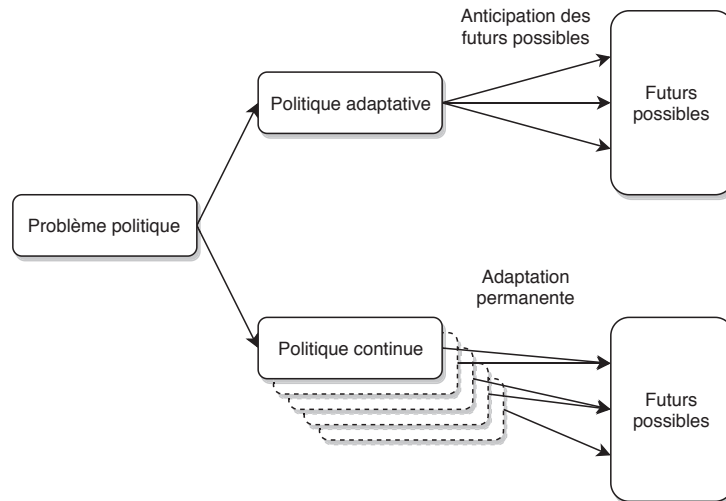 Anticipation des
futurs possibles
Politique adaptative
Futurs
possibles
Problème politique
Adaptation
permanente
Politique continue
Futurs
possibles